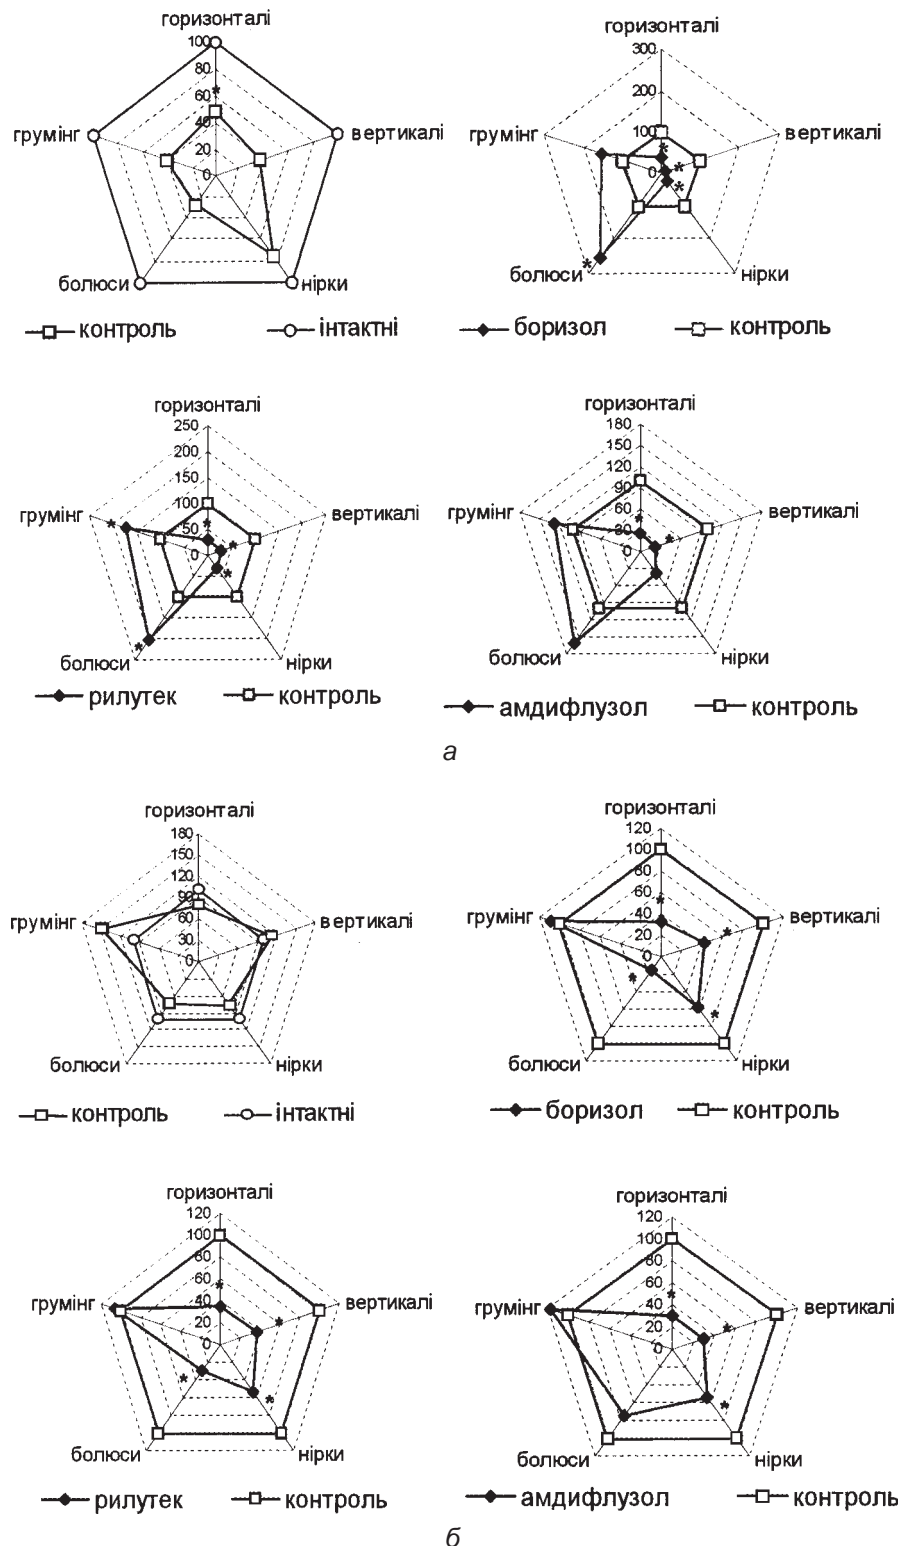 горизонталі
100
80
60
40
20
0
*
грумінг
вертикалі
болюси
нірки
контроль
інтактні
горизонталі
300
200
100
0
*
*
*
*
грумінг
вертикалі
болюси
нірки
боризол
контроль
горизонталі
250
200
150
100
50
0
*
*
*
*
*
грумінг
вертикалі
болюси
нірки
рилутек
контроль
горизонталі
180
150
120
90
60
30
0
*
*
грумінг
вертикалі
болюси
нірки
амдифлузол
контроль
а
горизонталі
180
150
120
90
60
30
0
грумінг
вертикалі
болюси
нірки
контроль
інтактні
горизонталі
120
100
80
60
40
20
0
*
*
*
*
грумінг
вертикалі
болюси
нірки
боризол
контроль
горизонталі
120
100
80
60
40
20
0
*
*
*
*
грумінг
вертикалі
болюси
нірки
рилутек
контроль
горизонталі
120
100
80
60
40
20
0
*
*
*
грумінг
вертикалі
болюси
нірки
амдифлузол
контроль
б